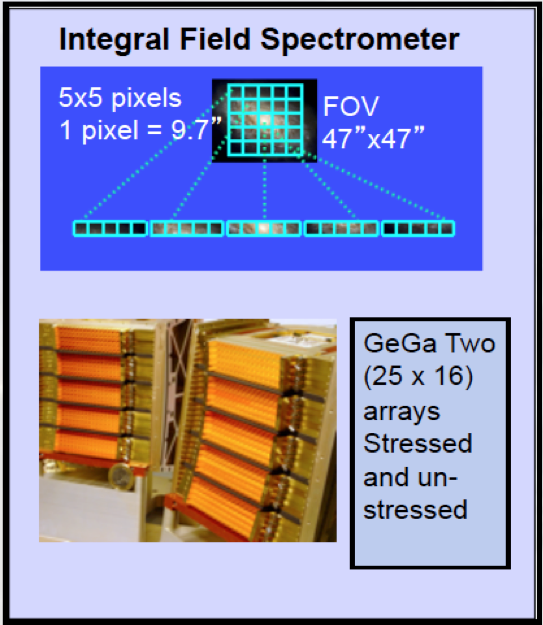 Integral Field Spectrometer
5x5 pixels
1 pixel = 9.7”
FOV
47”x47”
GeGa Two
(25 x 16)
arrays
Stressed
and un-
stressed